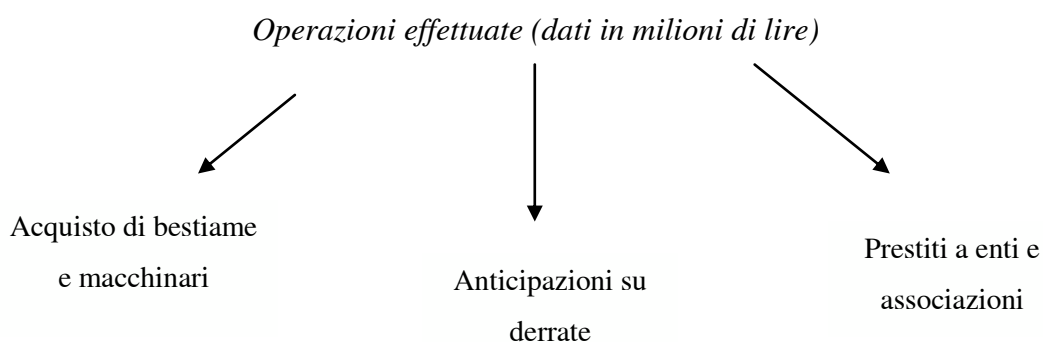 Operazioni effettuate (dati in milioni di lire)
Acquisto di bestiame
e macchinari
Anticipazioni su
derrate
Prestiti a enti e
associazioni